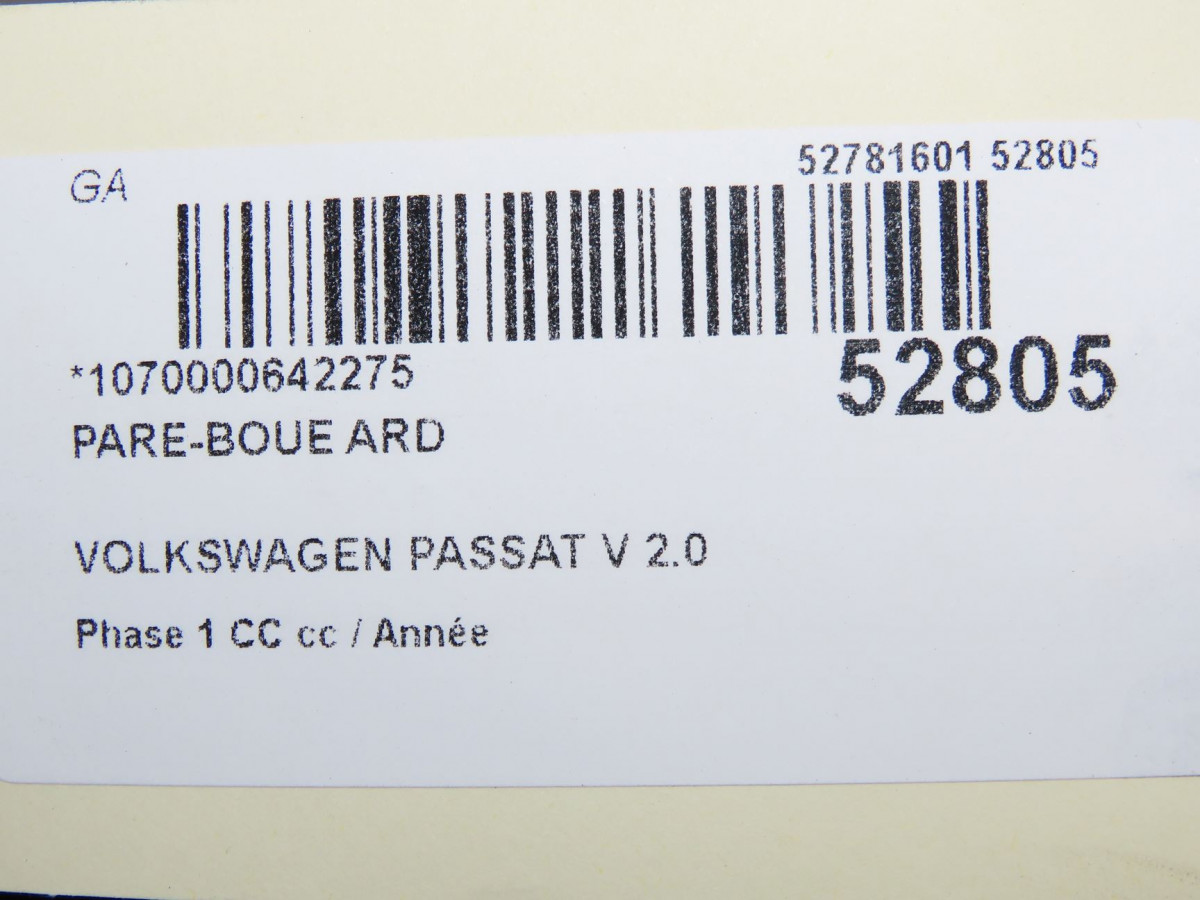 GA
52781601 52805
*1070000642275
52805
PARE-BOUE ARD
VOLKSWAGEN PASSAT V 2.0
Phase 1 CC cc / Année